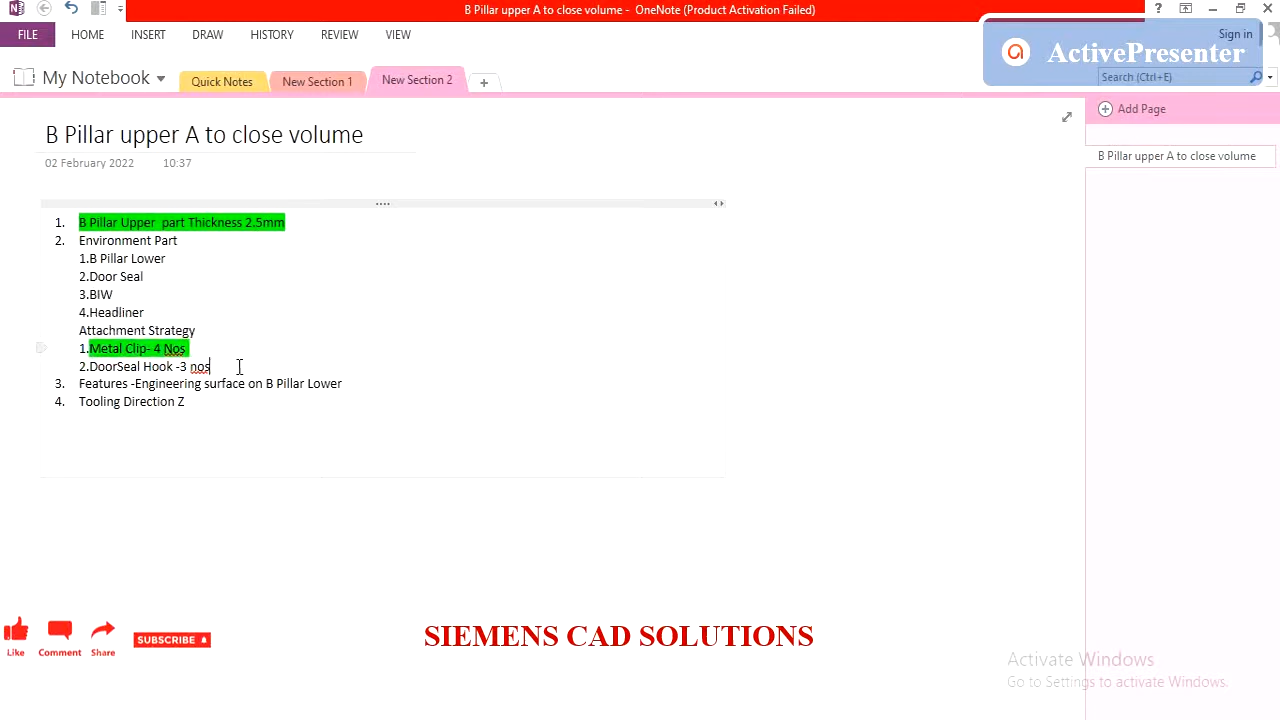 B Pillar upper A to close volume - OneNote (Product Activation Failed)
FILE HOME INSERT DRAW HISTORY REVIEW VIEW
Sign in
ActivePresenter
My Notebook
Quick Notes
New Section 1
New Section 2
Search (Ctrl+E)
Add Page
B Pillar upper A to close volume
B Pillar upper A to close volume
02 February 2022 10:37
1. B Pillar Upper part Thickness 2.5mm
2. Environment Part
1.B Pillar Lower
2.Door Seal
3.BIW
4.Headliner
Attachment Strategy
1.Metal Clip- 4 Nos
2.DoorSeal Hook -3 nos
3. Features -Engineering surface on B Pillar Lower
4. Tooling Direction Z
Like
Comment
Share
SUBSCRIBE
SIEMENS CAD SOLUTIONS
Activate Windows
Go to Settings to activate Windows.